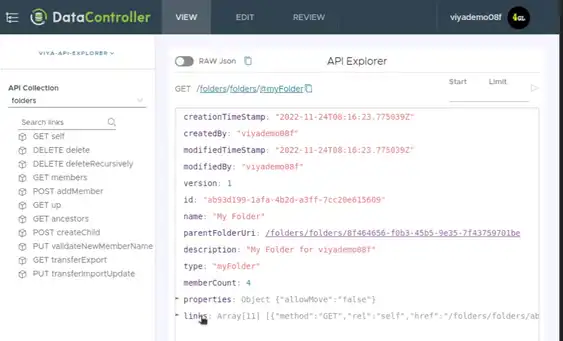 DataController
VIEW
EDIT
REVIEW
viyademo08f
4GL
VIYA-API-EXPLORER
API Collection
folders
Search links
GET self
DELETE delete
DELETE deleteRecursively
GET members
POST addMember
GET up
GET ancestors
POST createChild
PUT validateNewMemberName
GET transferExport
PUT transferImportUpdate
RAW Json
API Explorer
GET /folders/folders/@myFolder
Start
Limit
creationTimeStamp: "2022-11-24T08:16:23.775039Z"
createdBy: "viyademo08f"
modifiedTimeStamp: "2022-11-24T08:16:23.775039Z"
modifiedBy: "viyademo08f"
version: 1
id: "ab93d199-1afa-4b2d-a3ff-7cc20e615609"
name: "My Folder"
parentFolderUri: /folders/folders/8f464656-f0b3-45b5-9e35-7f43759701be
description: "My Folder for viyademo08f"
type: "myFolder"
memberCount: 4
properties: Object {"allowMove":"false"}
links: Array[11] [{"method":"GET","rel":"self","href":"/folders/folders/ab